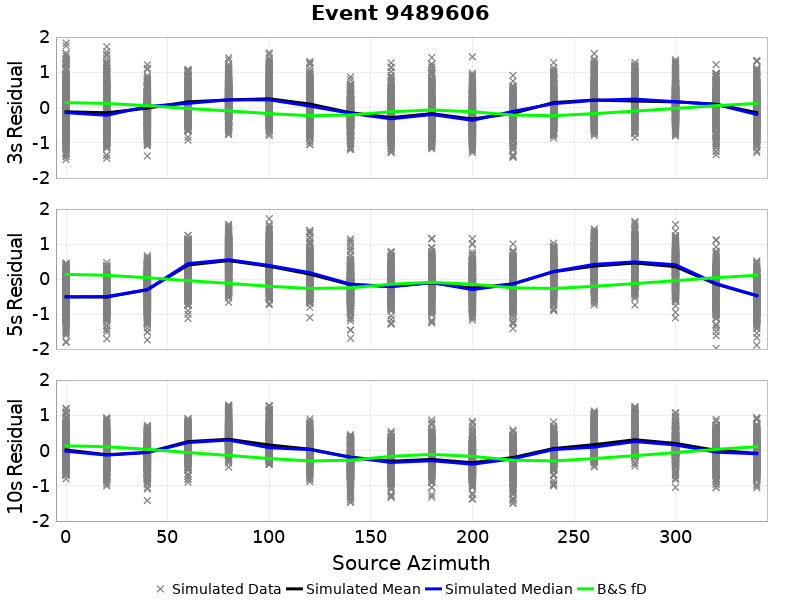 Event 9489606
3s Residual
2
1
0
-1
-2
5s Residual
2
1
0
-1
-2
10s Residual
2
1
0
-1
-2
0 50 100 150 200 250 300
Source Azimuth
Simulated Data Simulated Mean Simulated Median B&S fD